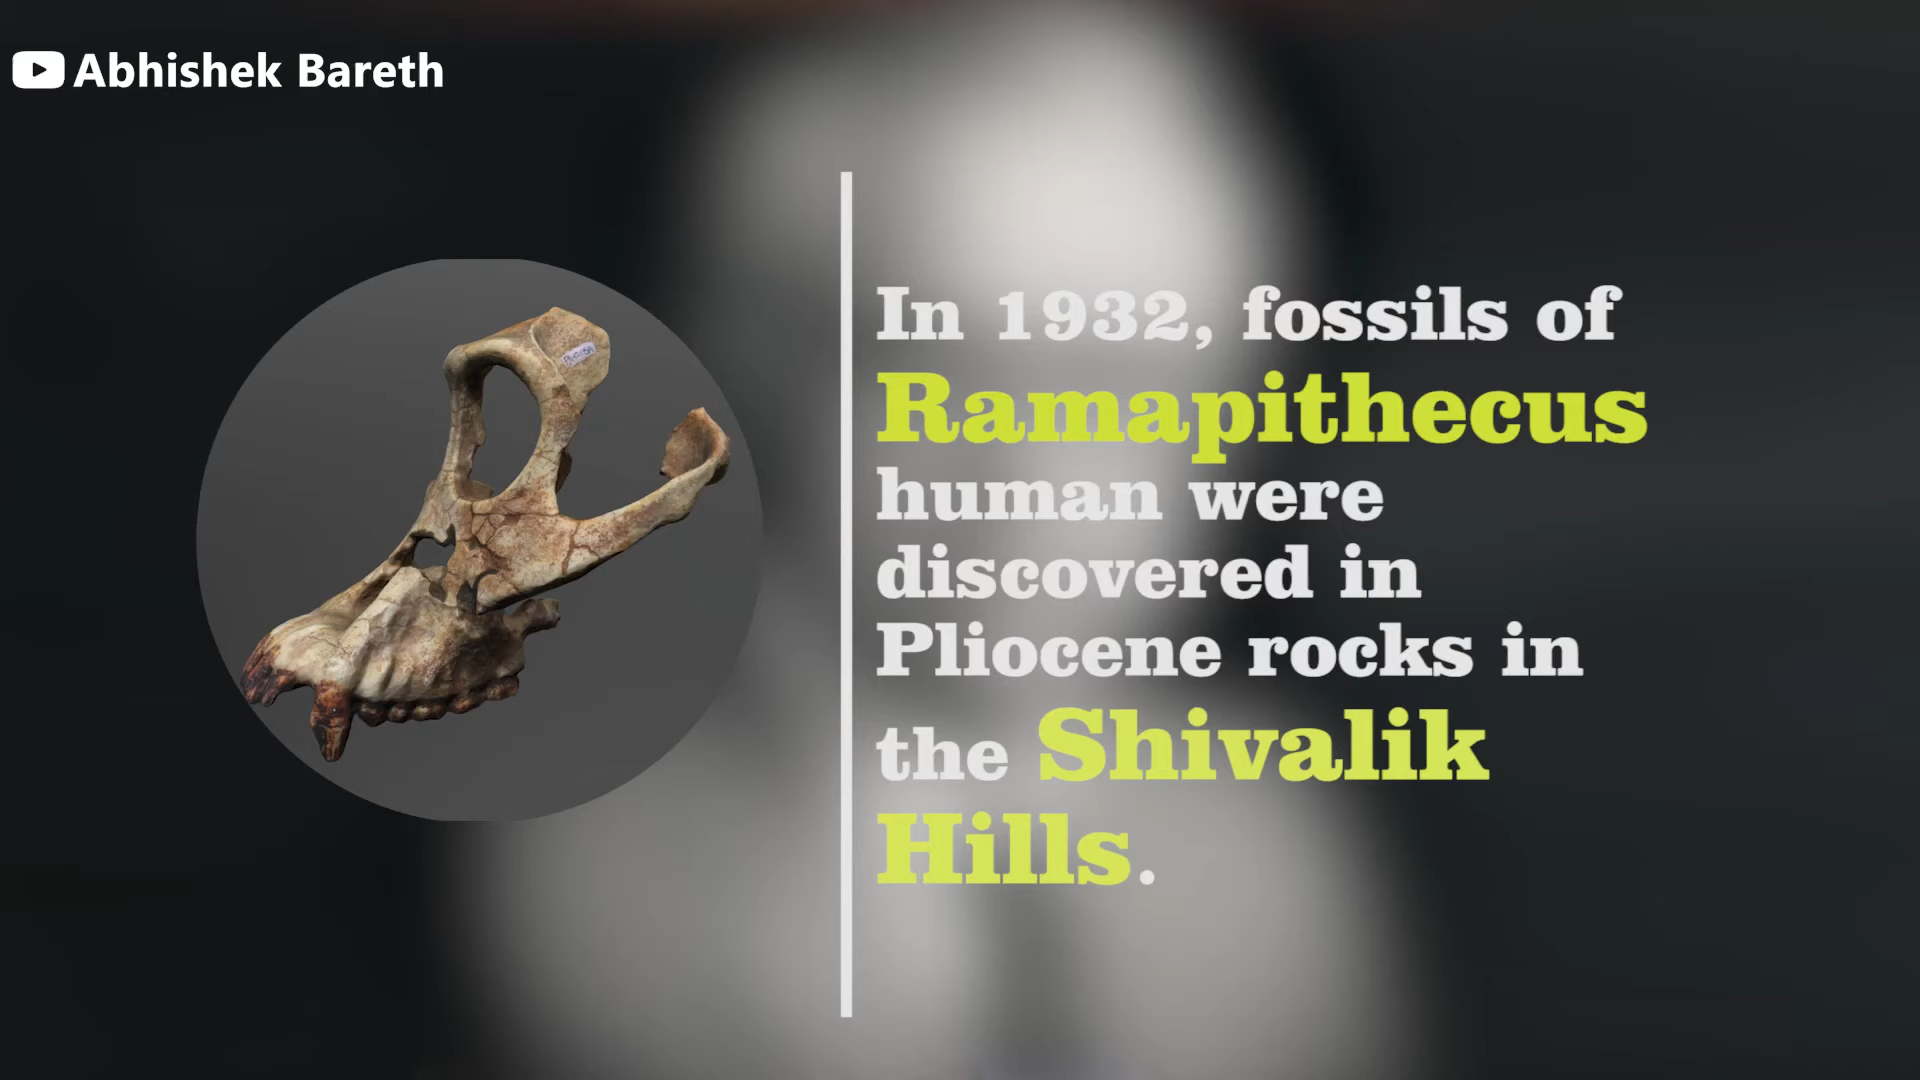 Abhishek Bareth
In 1932, fossils of
Ramapithecus
human were
discovered in
Pliocene rocks in
the Shivalik
Hills.